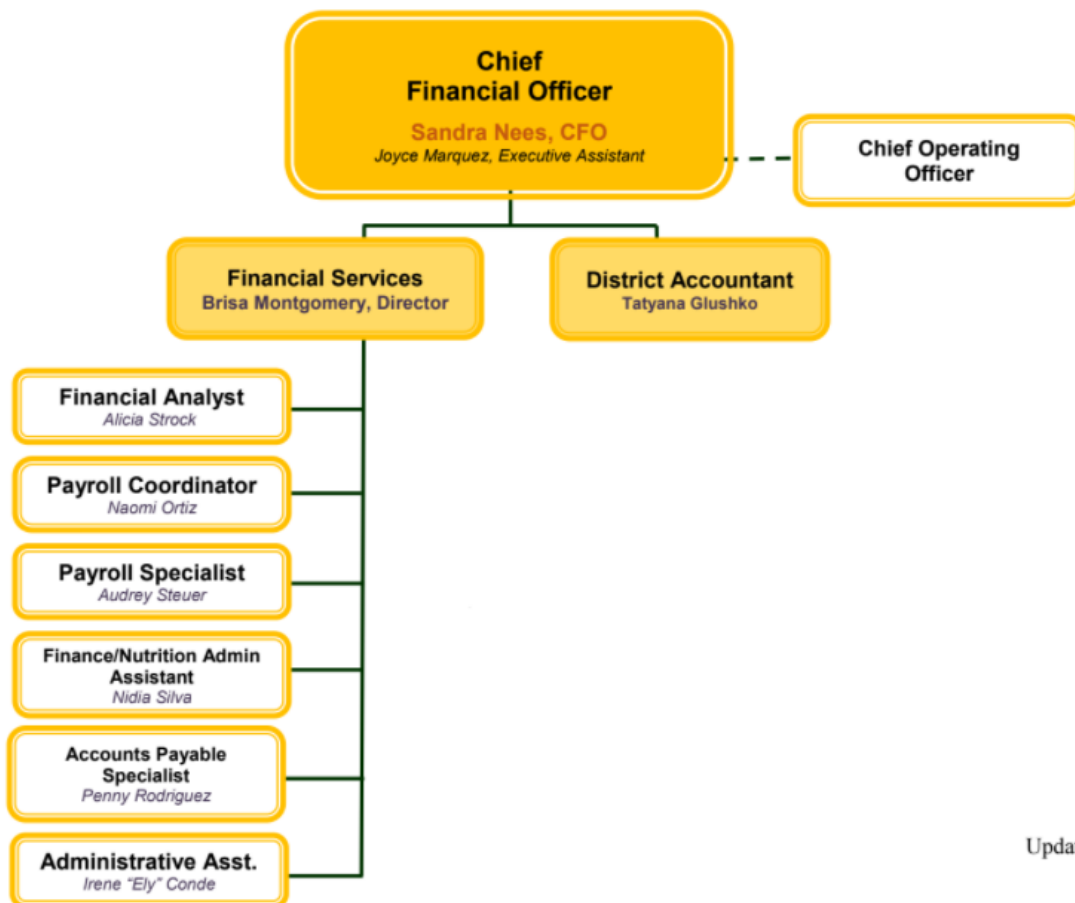 Chief
Financial Officer
Sandra Nees, CFO
Joyce Marquez, Executive Assistant
Chief Operating
Officer
Financial Services
Brisa Montgomery, Director
District Accountant
Tatyana Glushko
Financial Analyst
Alicia Strock
Payroll Coordinator
Naomi Ortiz
Payroll Specialist
Audrey Steuer
Finance/Nutrition Admin
Assistant
Nidia Silva
Accounts Payable
Specialist
Penny Rodriguez
Administrative Asst.
Irene "Ely" Conde